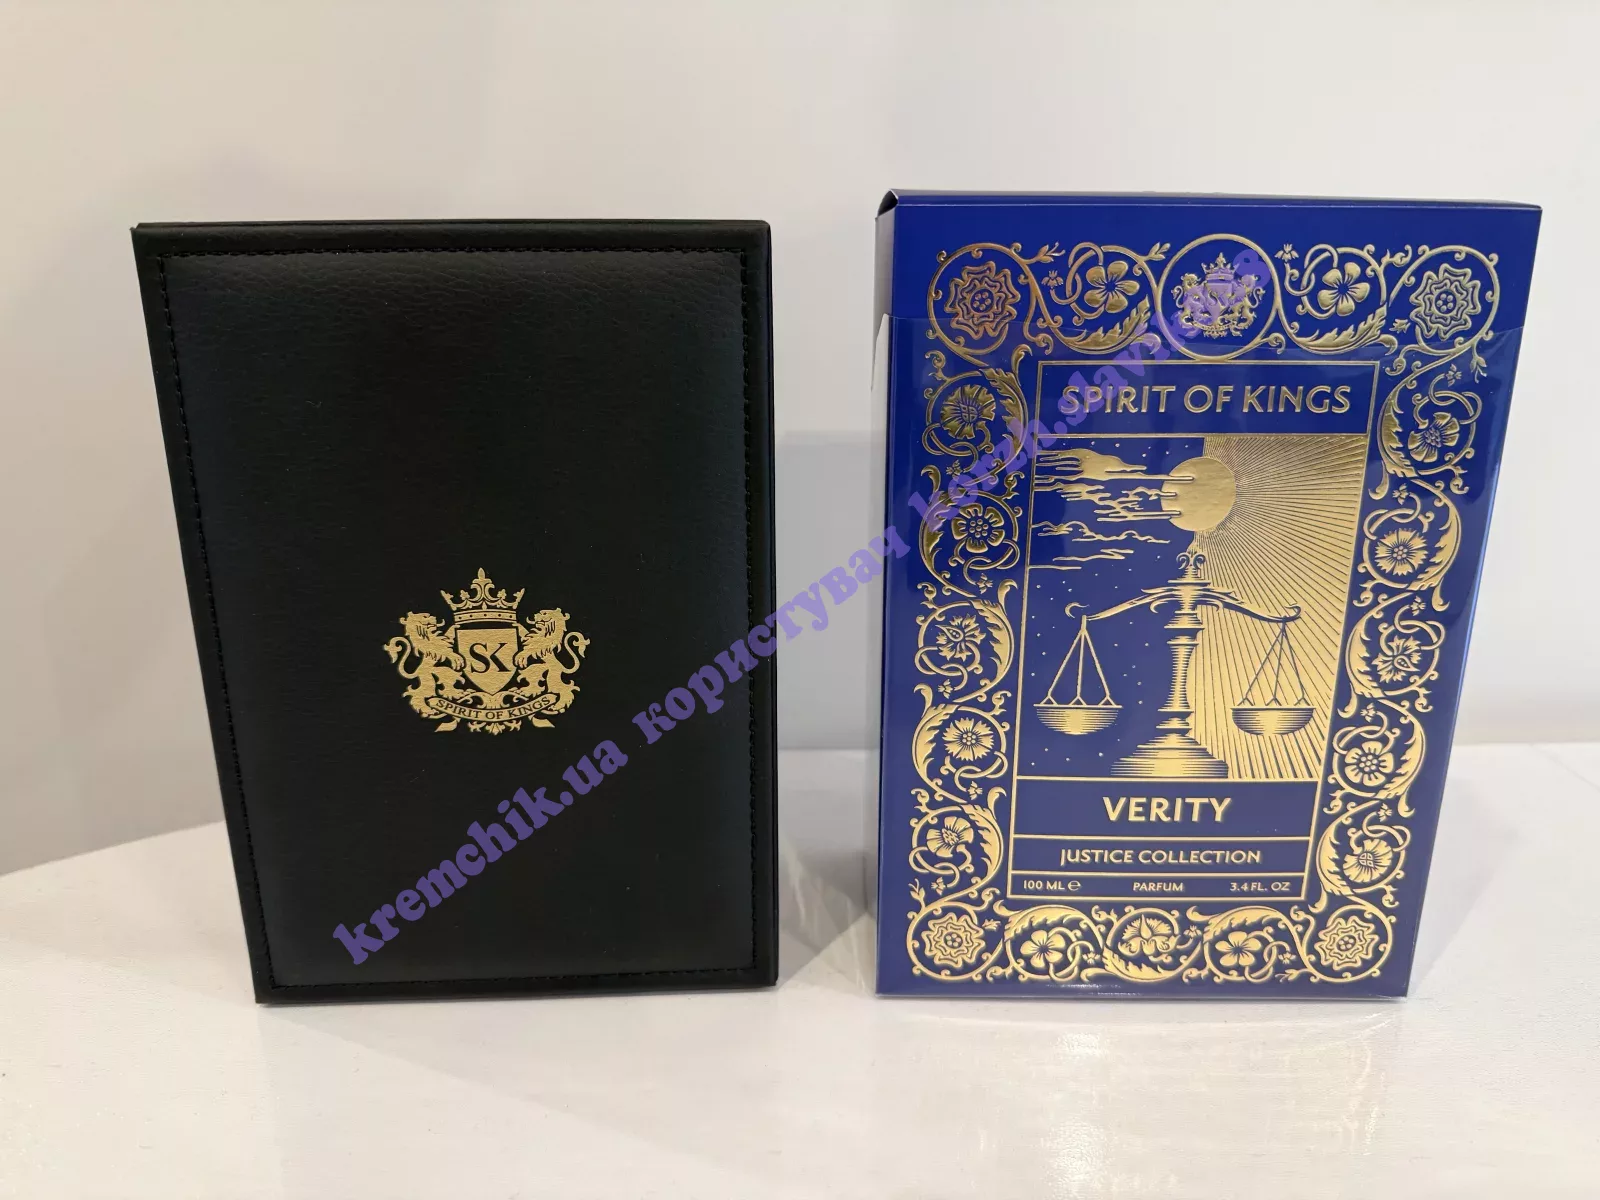 SK
SPIRIT OF KINGS
SPIRIT OF KINGS
VERITY
JUSTICE COLLECTION
100 ML ℮ PARFUM 3.4 FL. OZ
kremchik.ua користувач